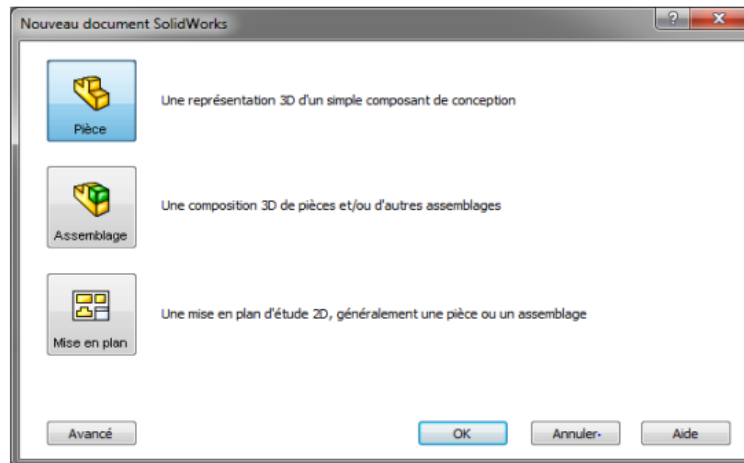 Nouveau document SolidWorks
Pièce
Une représentation 3D d'un simple composant de conception
Assemblage
Une composition 3D de pièces et/ou d'autres assemblages
Mise en plan
Une mise en plan d'étude 2D, généralement une pièce ou un assemblage
Avancé
OK
Annuler
Aide